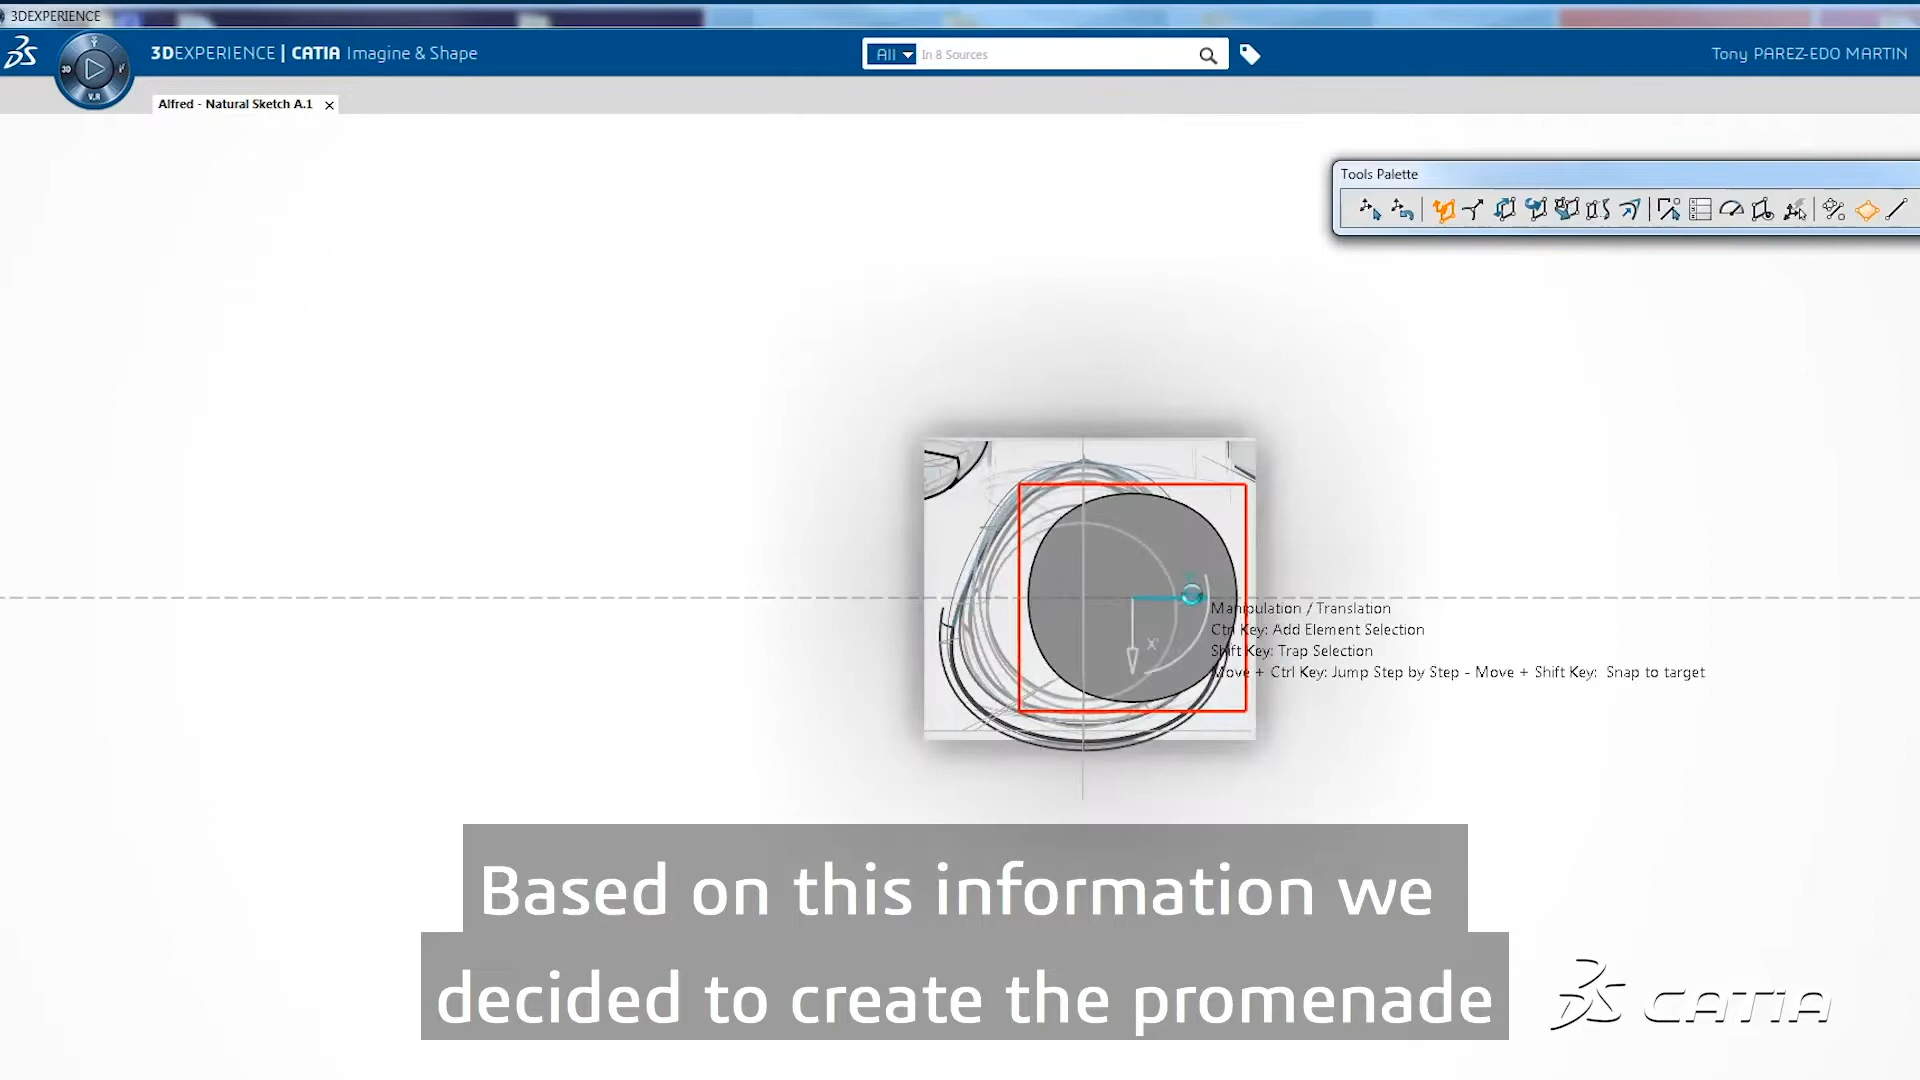 3DEXPERIENCE
3DEXPERIENCE | CATIA Imagine & Shape
All
In 8 Sources
Tony PAREZ-EDO MARTIN
3D
V.R
Alfred - Natural Sketch A.1
Tools Palette
Manipulation / Translation
Ctrl Key: Add Element Selection
Shift Key: Trap Selection
Move + Ctrl Key: Jump Step by Step - Move + Shift Key: Snap to target
X'
Based on this information we
decided to create the promenade
CATIA